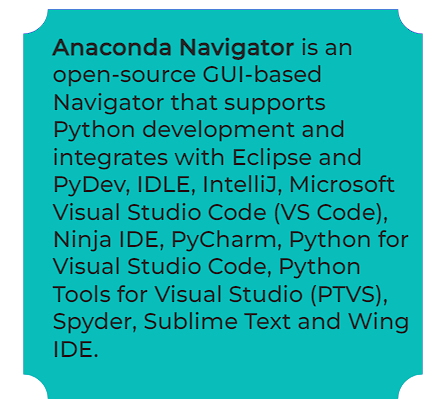 Anaconda Navigator is an
open-source GUI-based
Navigator that supports
Python development and
integrates with Eclipse and
PyDev, IDLE, IntelliJ, Microsoft
Visual Studio Code (VS Code),
Ninja IDE, PyCharm, Python for
Visual Studio Code, Python
Tools for Visual Studio (PTVS),
Spyder, Sublime Text and Wing
IDE.